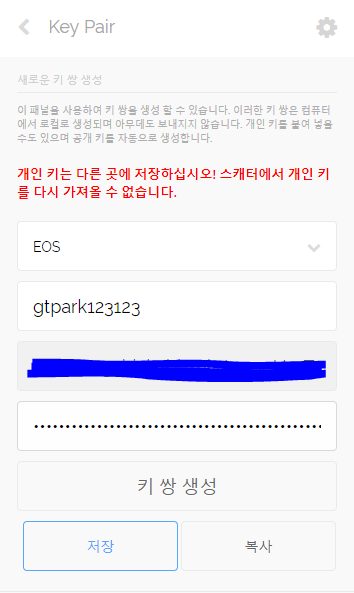 Key Pair
새로운 키 쌍 생성
이 패널을 사용하여 키 쌍을 생성 할 수 있습니다. 이러한 키 쌍은 컴퓨터
에서 로컬로 생성되며 아무데도 보내지지 않습니다. 개인 키를 붙여 넣을
수도 있으며 공개 키를 자동으로 생성합니다.
개인 키는 다른 곳에 저장하십시오! 스캐터에서 개인 키
를 다시 가져올 수 없습니다.
EOS
gtpark123123
키 쌍 생성
저장 복사